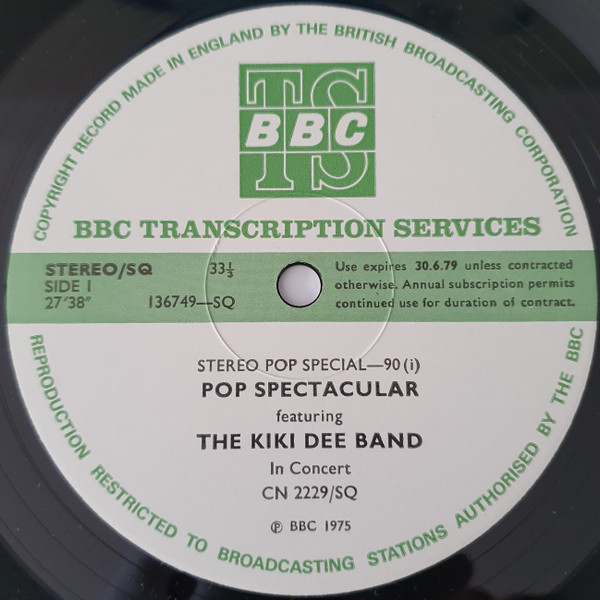 COPYRIGHT RECORD MADE IN ENGLAND BY THE BRITISH BROADCASTING CORPORATION
TS
BBC
BBC TRANSCRIPTION SERVICES
STEREO/SQ 33⅓
SIDE 1
27'38" 136749—SQ
Use expires 30.6.79 unless contracted
otherwise. Annual subscription permits
continued use for duration of contract.
STEREO POP SPECIAL—90 (i)
POP SPECTACULAR
featuring
THE KIKI DEE BAND
In Concert
CN 2229/SQ
℗ BBC 1975
REPRODUCTION RESTRICTED TO BROADCASTING STATIONS AUTHORISED BY THE BBC